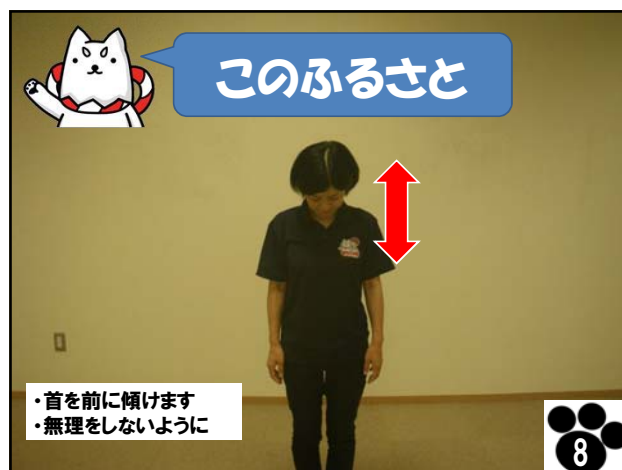 このふるさと
・首を前に傾けます
・無理をしないように
8